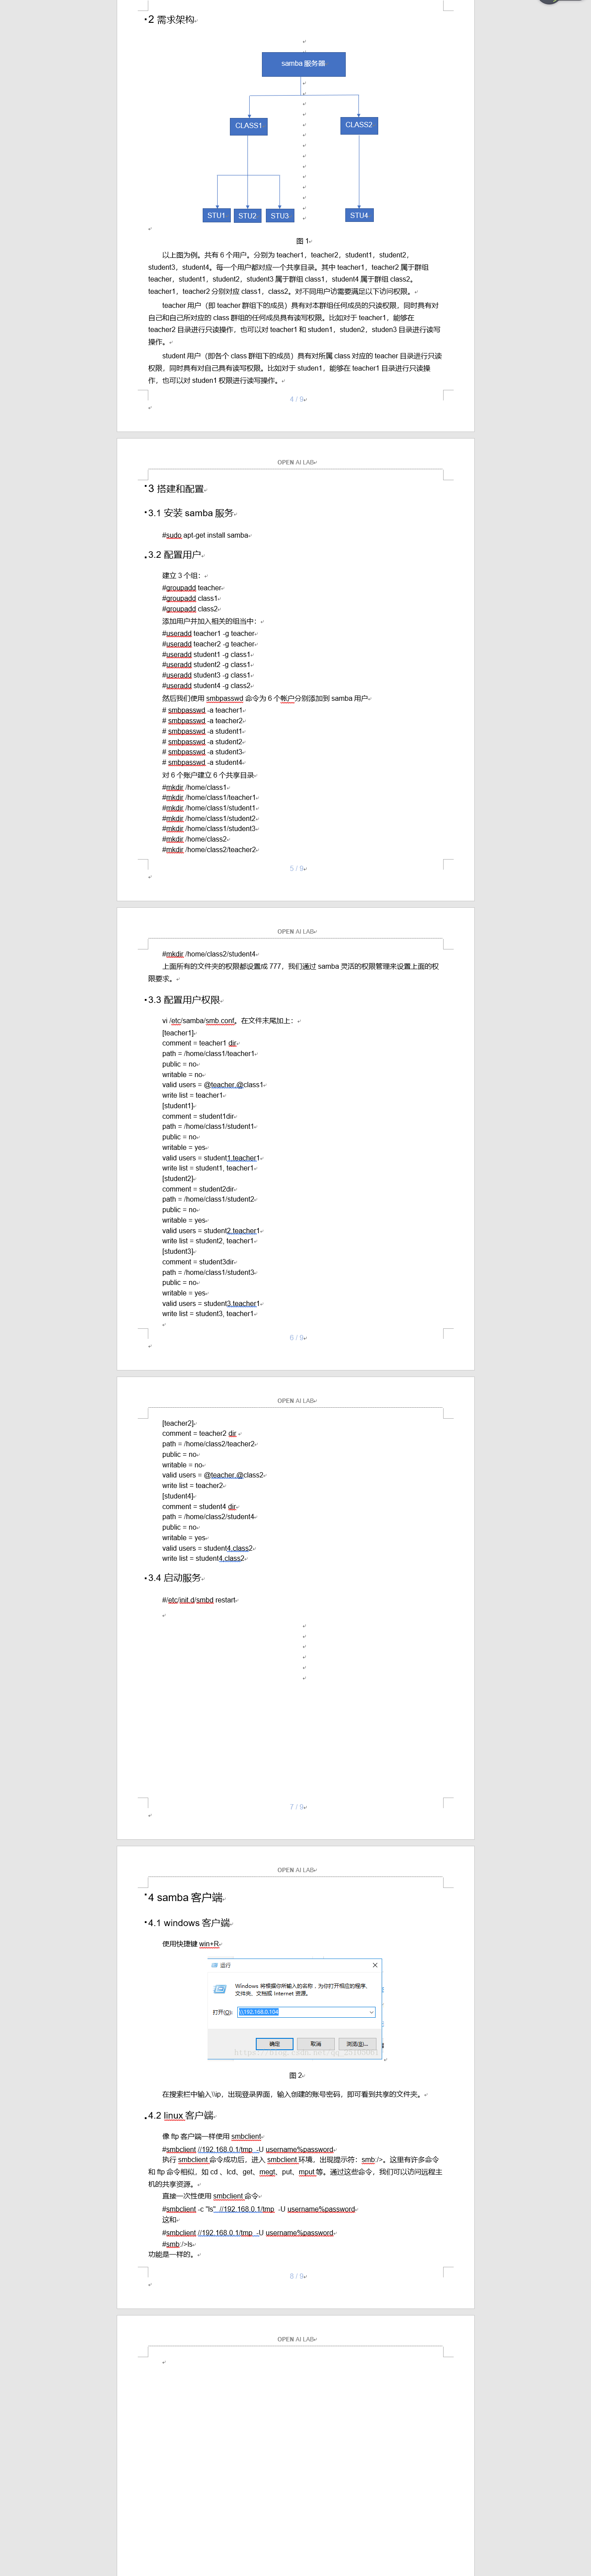 2 需求架构
samba 服务器
CLASS1
CLASS2
STU1
STU2
STU3
STU4
图 1
以上图为例。共有 6 个用户。分别为 teacher1，teacher2，student1，student2，
student3，student4。每一个用户都对应一个共享目录。其中 teacher1，teacher2 属于群组
teacher，student1，student2，student3 属于群组 class1，student4 属于群组 class2。
teacher1，teacher2 分别对应 class1，class2。对不同用户访需要满足以下访问权限。
teacher 用户（即 teacher 群组下的成员）具有对本群组任何成员的只读权限，同时具有对
自己和自己所对应的 class 群组的任何成员具有读写权限。比如对于 teacher1，能够在
teacher2 目录进行只读操作，也可以对 teacher1 和 studen1，studen2，studen3 目录进行读写
操作。
student 用户（即各个 class 群组下的成员）具有对所属 class 对应的 teacher 目录进行只读
权限，同时具有对自己具有读写权限。比如对于 studen1，能够在 teacher1 目录进行只读操
作，也可以对 studen1 权限进行读写操作。
4 / 9
OPEN AI LAB
3 搭建和配置
3.1 安装 samba 服务
#sudo apt-get install samba
3.2 配置用户
建立 3 个组：
#groupadd teacher
#groupadd class1
#groupadd class2
添加用户并加入相关的组当中：
#useradd teacher1 -g teacher
#useradd teacher2 -g teacher
#useradd student1 -g class1
#useradd student2 -g class1
#useradd student3 -g class1
#useradd student4 -g class2
然后我们使用 smbpasswd 命令为 6 个帐户分别添加到 samba 用户
# smbpasswd -a teacher1
# smbpasswd -a teacher2
# smbpasswd -a student1
# smbpasswd -a student2
# smbpasswd -a student3
# smbpasswd -a student4
对 6 个账户建立 6 个共享目录
#mkdir /home/class1
#mkdir /home/class1/teacher1
#mkdir /home/class1/student1
#mkdir /home/class1/student2
#mkdir /home/class1/student3
#mkdir /home/class2
#mkdir /home/class2/teacher2
5 / 9
OPEN AI LAB
#mkdir /home/class2/student4
上面所有的文件夹的权限都设置成 777，我们通过 samba 灵活的权限管理来设置上面的权
限要求。
3.3 配置用户权限
vi /etc/samba/smb.conf。在文件末尾加上：
[teacher1]
comment = teacher1 dir
path = /home/class1/teacher1
public = no
writable = no
valid users = @teacher,@class1
write list = teacher1
[student1]
comment = student1dir
path = /home/class1/student1
public = no
writable = yes
valid users = student1,teacher1
write list = student1, teacher1
[student2]
comment = student2dir
path = /home/class1/student2
public = no
writable = yes
valid users = student2,teacher1
write list = student2, teacher1
[student3]
comment = student3dir
path = /home/class1/student3
public = no
writable = yes
valid users = student3,teacher1
write list = student3, teacher1
6 / 9
OPEN AI LAB
[teacher2]
comment = teacher2 dir
path = /home/class2/teacher2
public = no
writable = no
valid users = @teacher,@class2
write list = teacher2
[student4]
comment = student4 dir
path = /home/class2/student4
public = no
writable = yes
valid users = student4,class2
write list = student4,class2
3.4 启动服务
#/etc/init.d/smbd restart
7 / 9
OPEN AI LAB
4 samba 客户端
4.1 windows 客户端
使用快捷键 win+R
运行
Windows 将根据你所输入的名称，为你打开相应的程序、
文件夹、文档或 Internet 资源。
打开(O): \\192.168.0.104
确定
取消
浏览(B)...
图 2
在搜索栏中输入\\ip，出现登录界面，输入创建的账号密码，即可看到共享的文件夹。
4.2 linux 客户端
像 ftp 客户端一样使用 smbclient
#smbclient //192.168.0.1/tmp -U username%password
执行 smbclient 命令成功后，进入 smbclient 环境，出现提示符：smb:/>。这里有许多命令
和 ftp 命令相似，如 cd 、lcd、get、megt、put、mput 等。通过这些命令，我们可以访问远程主
机的共享资源。
直接一次性使用 smbclient 命令
#smbclient -c "ls" //192.168.0.1/tmp -U username%password
这和
#smbclient //192.168.0.1/tmp -U username%password
#smb:/>ls
功能是一样的。
8 / 9
OPEN AI LAB